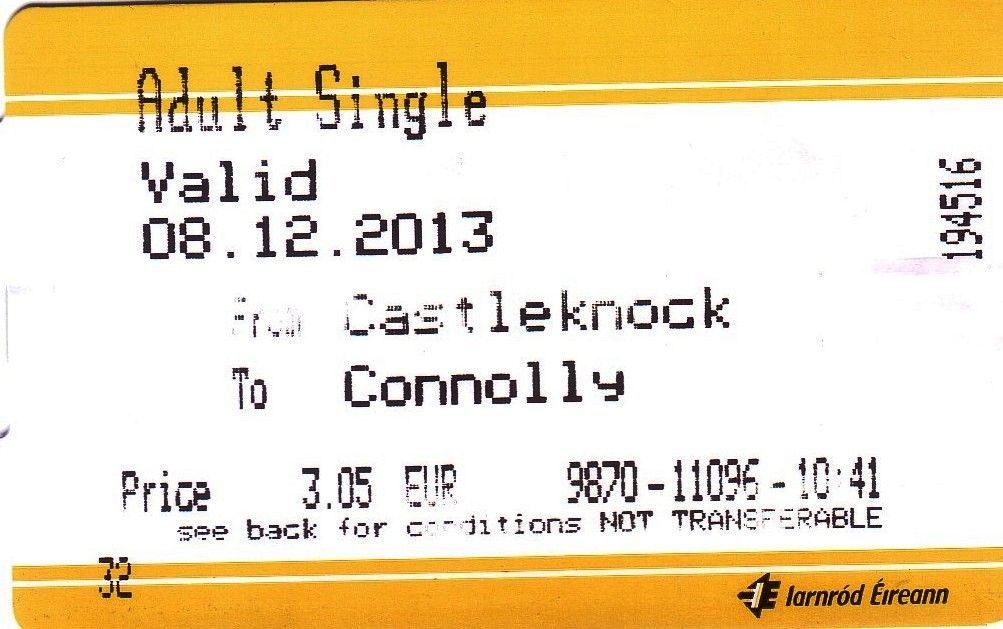 Adult Single
Valid
08.12.2013
194516
From Castleknock
To Connolly
Price 3.05 EUR 9870-11096-10:41
see back for conditions NOT TRANSFERABLE
32
Iarnród Éireann